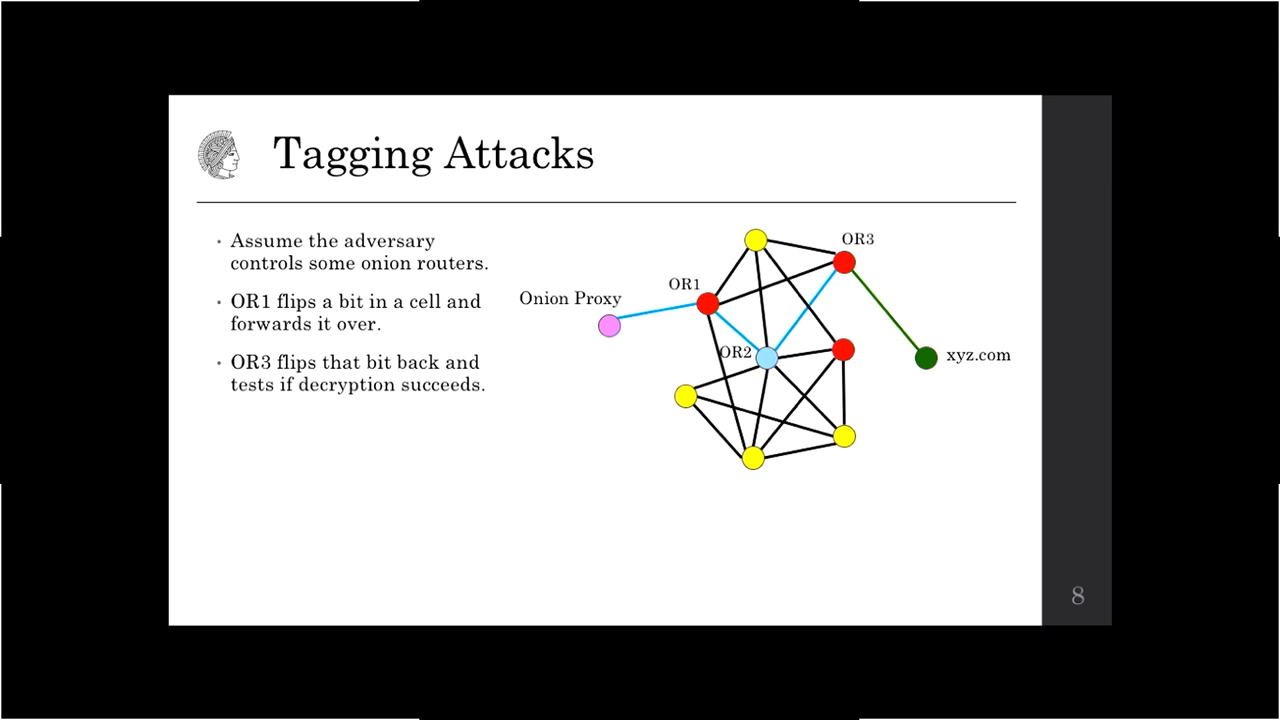 Tagging Attacks
• Assume the adversary
controls some onion routers.
• OR1 flips a bit in a cell and
forwards it over.
• OR3 flips that bit back and
tests if decryption succeeds.
OR3
OR1
Onion Proxy
OR2
xyz.com
8